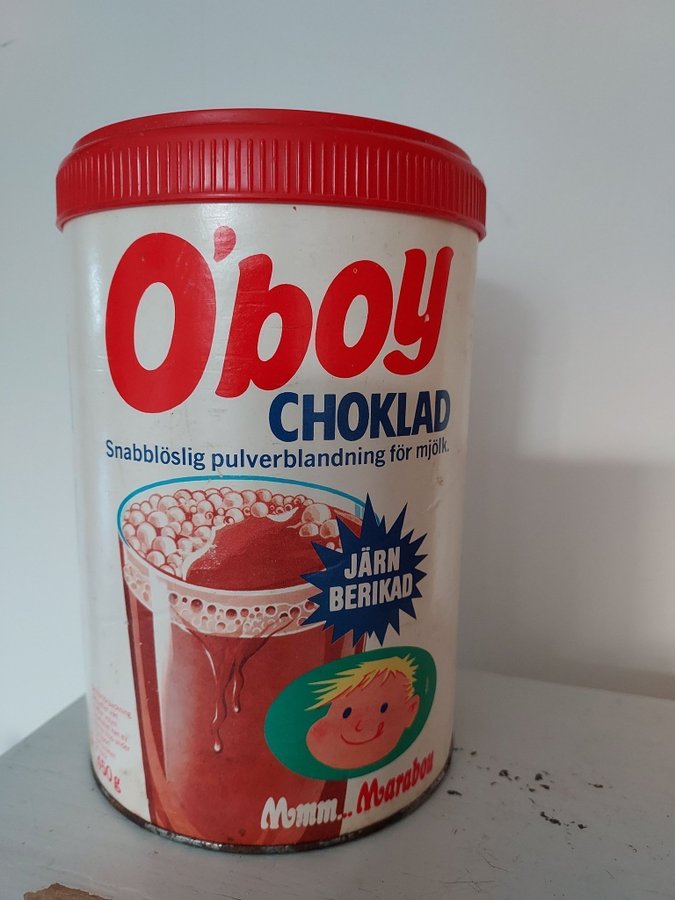 O'boy
CHOKLAD
Snabblöslig pulverblandning för mjölk.
JÄRN
BERIKAD
Mmm... Marabou